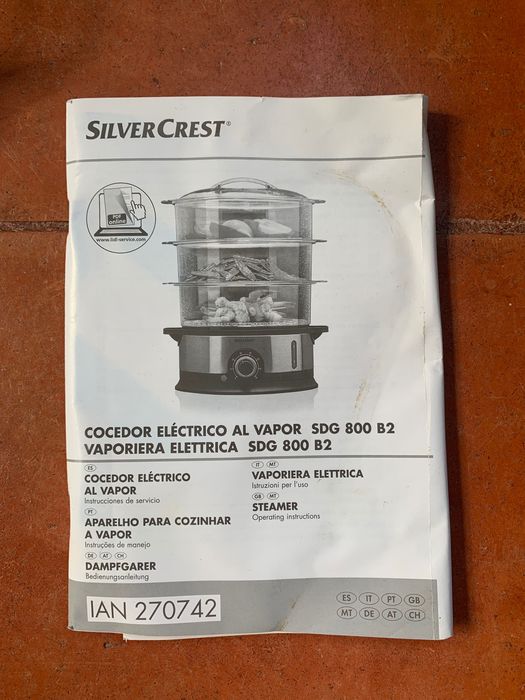 SILVERCREST®
PDF
online
www.lidl-service.com
COCEDOR ELÉCTRICO AL VAPOR SDG 800 B2
VAPORIERA ELETTRICA SDG 800 B2
ES
COCEDOR ELÉCTRICO
AL VAPOR
Instrucciones de servicio
PT
APARELHO PARA COZINHAR
A VAPOR
Instruções de manejo
DE AT CH
DAMPFGARER
Bedienungsanleitung
IT MT
VAPORIERA ELETTRICA
Istruzioni per l'uso
GB MT
STEAMER
Operating instructions
IAN 270742
ES IT PT GB
MT DE AT CH